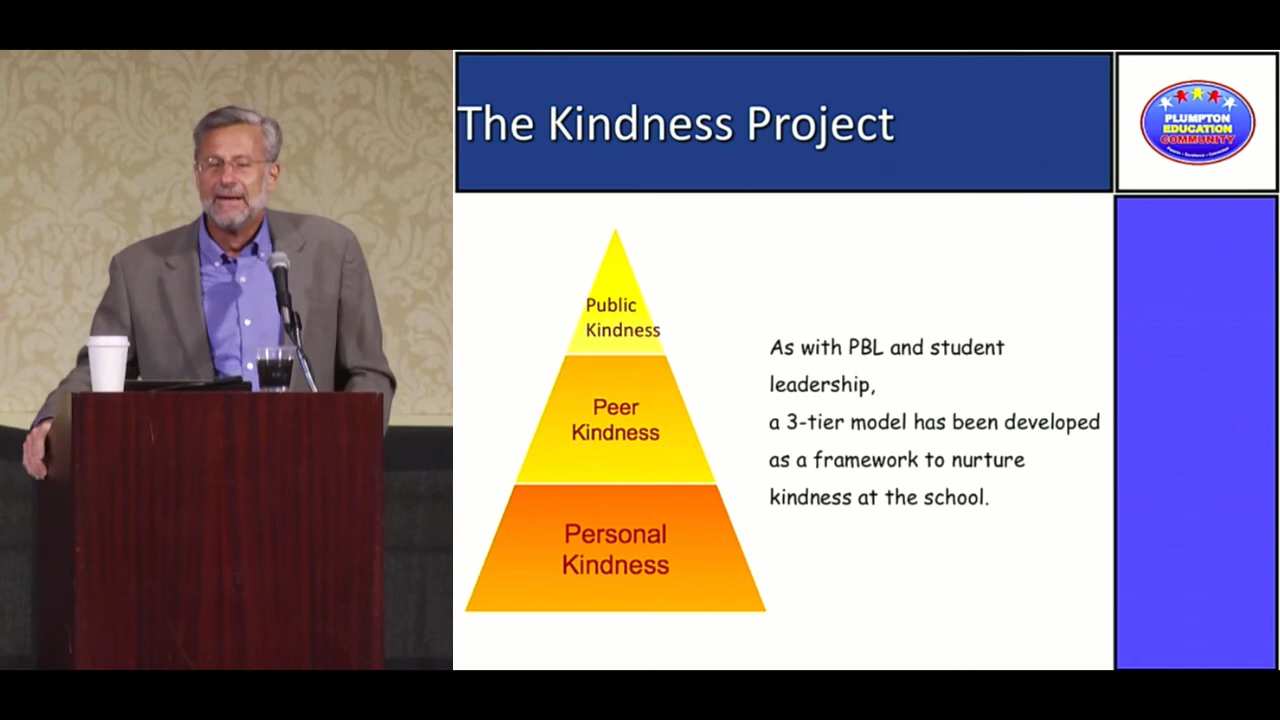 The Kindness Project
PLUMPTON
EDUCATION
COMMUNITY
Public
Kindness
Peer
Kindness
Personal
Kindness
As with PBL and student
leadership,
a 3-tier model has been developed
as a framework to nurture
kindness at the school.